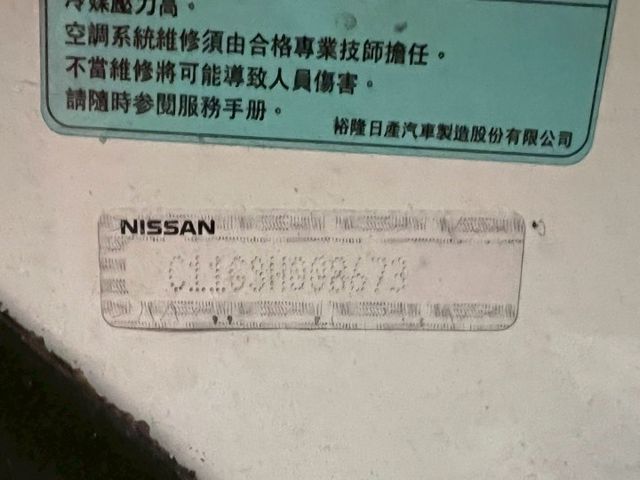 冷媒壓力高。
空調系統維修須由合格專業技師擔任。
不當維修將可能導致人員傷害。
請隨時參閱服務手册。
裕隆日產汽車製造股份有限公司
NISSAN